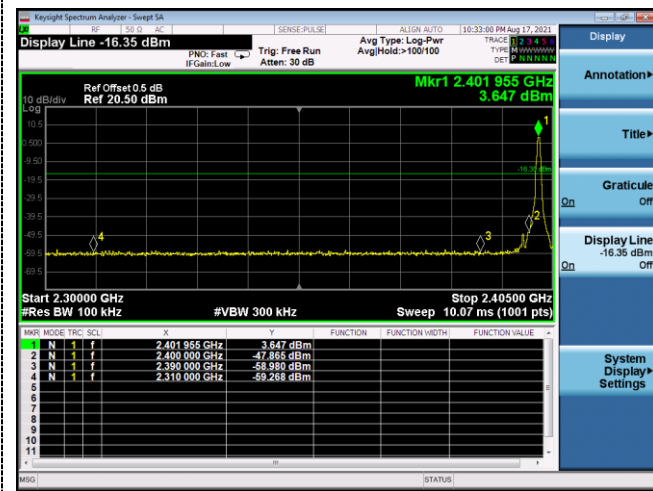 Keysight Spectrum Analyzer - Swept SA
RF 50 Ω AC SENSE:PULSE ALIGN AUTO 10:33:00 PM Aug 17, 2021
Display Line -16.35 dBm
PNO: Fast
IFGain:Low
Trig: Free Run
Atten: 30 dB
Avg Type: Log-Pwr
Avg|Hold:>100/100
TRACE 1 2 3 4 5 6
TYPE M W W W W W
DET P N N N N N
Display
Annotation
Title
Graticule
On Off
Display Line
-16.35 dBm
On Off
System
Display
Settings
Ref Offset 0.5 dB
10 dB/div Ref 20.50 dBm
Log
Mkr1 2.401 955 GHz
3.647 dBm
10.5
0.500
-9.50
-19.5
-29.5
-39.5
-49.5
-59.5
-69.5
-16.35 dBm
1
2
3
4
Start 2.30000 GHz Stop 2.40500 GHz
#Res BW 100 kHz #VBW 300 kHz Sweep 10.07 ms (1001 pts)
MKR MODE TRC SCL X Y FUNCTION FUNCTION WIDTH FUNCTION VALUE
1 N 1 f 2.401 955 GHz 3.647 dBm
2 N 1 f 2.400 000 GHz -47.865 dBm
3 N 1 f 2.390 000 GHz -58.980 dBm
4 N 1 f 2.310 000 GHz -59.268 dBm
5
6
7
8
9
10
11
MSG STATUS